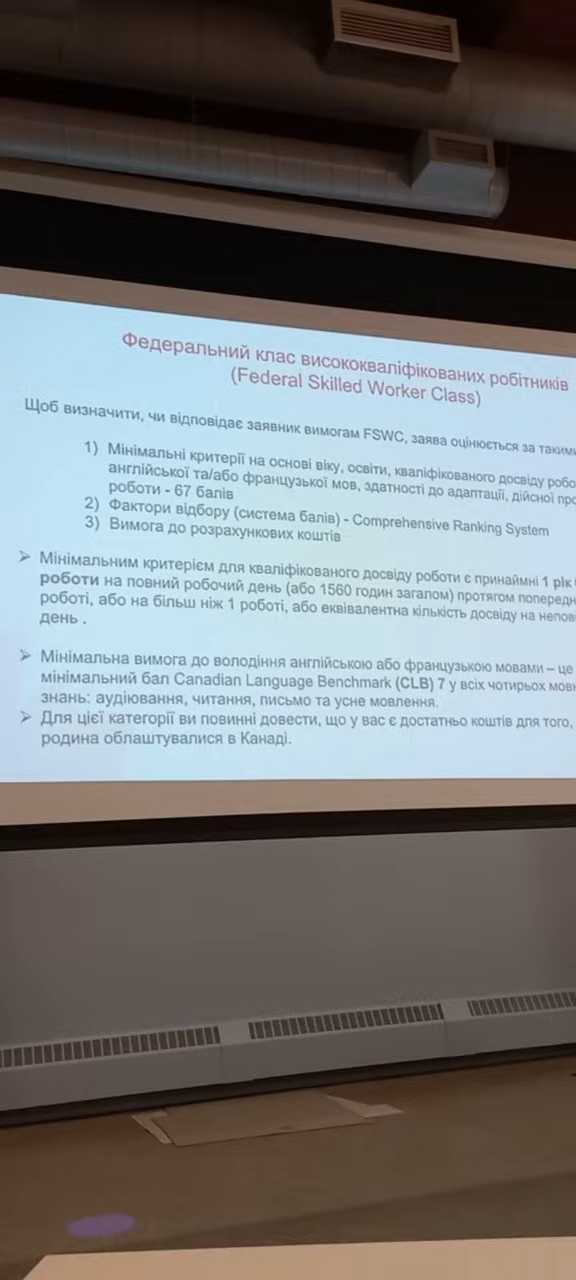 Федеральний клас висококваліфікованих робітників
(Federal Skilled Worker Class)
Щоб визначити, чи відповідає заявник вимогам FSWC, заява оцінюється за такими
1) Мінімальні критерії на основі віку, освіти, кваліфікованого досвіду
англійської та/або французької мов, здатності до адаптації, дійсної
роботи - 67 балів
2) Фактори відбору (система балів) - Comprehensive Ranking System
3) Вимога до розрахункових коштів
➤ Мінімальним критерієм для кваліфікованого досвіду роботи є принаймні 1 рік
роботи на повний робочий день (або 1560 годин загалом) протягом
роботі, або на більш ніж 1 роботі, або еквівалентна кількість досвіду на
день .
➤ Мінімальна вимога до володіння англійською або французькою мовами – це
мінімальний бал Canadian Language Benchmark (CLB) 7 у всіх чотирьох
знань: аудіювання, читання, письмо та усне мовлення.
➤ Для цієї категорії ви повинні довести, що у вас є достатньо коштів для того,
родина облаштувалися в Канаді.